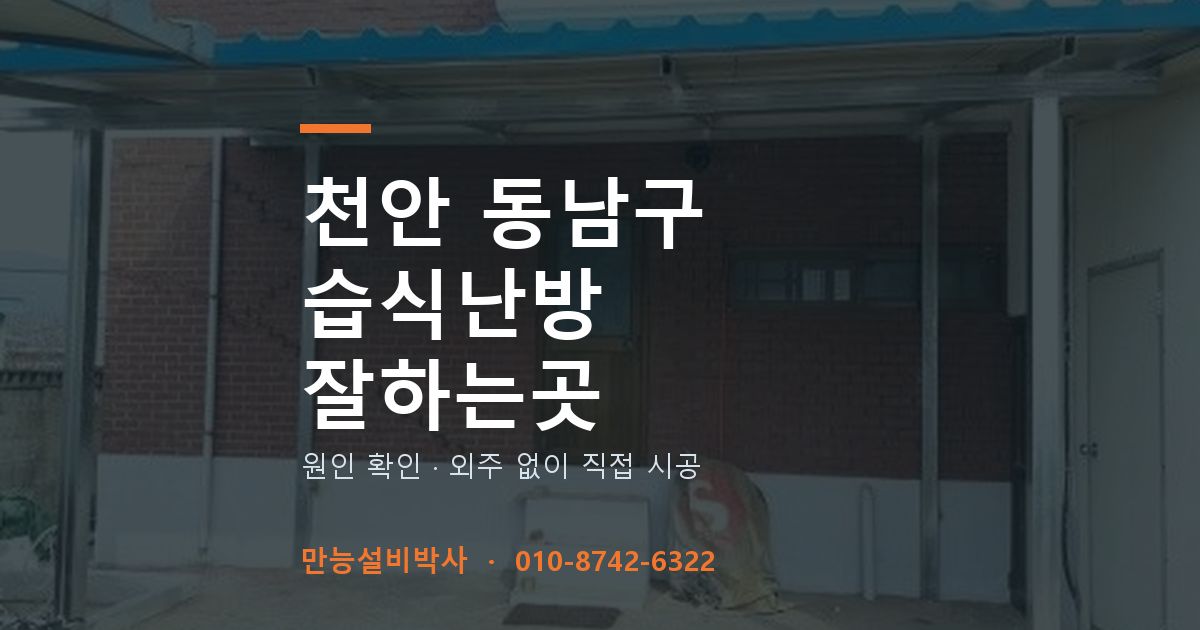 천안 동남구
습식난방
잘하는곳
원인 확인 · 외주 없이 직접 시공
만능설비박사 · 010-8742-6322
S